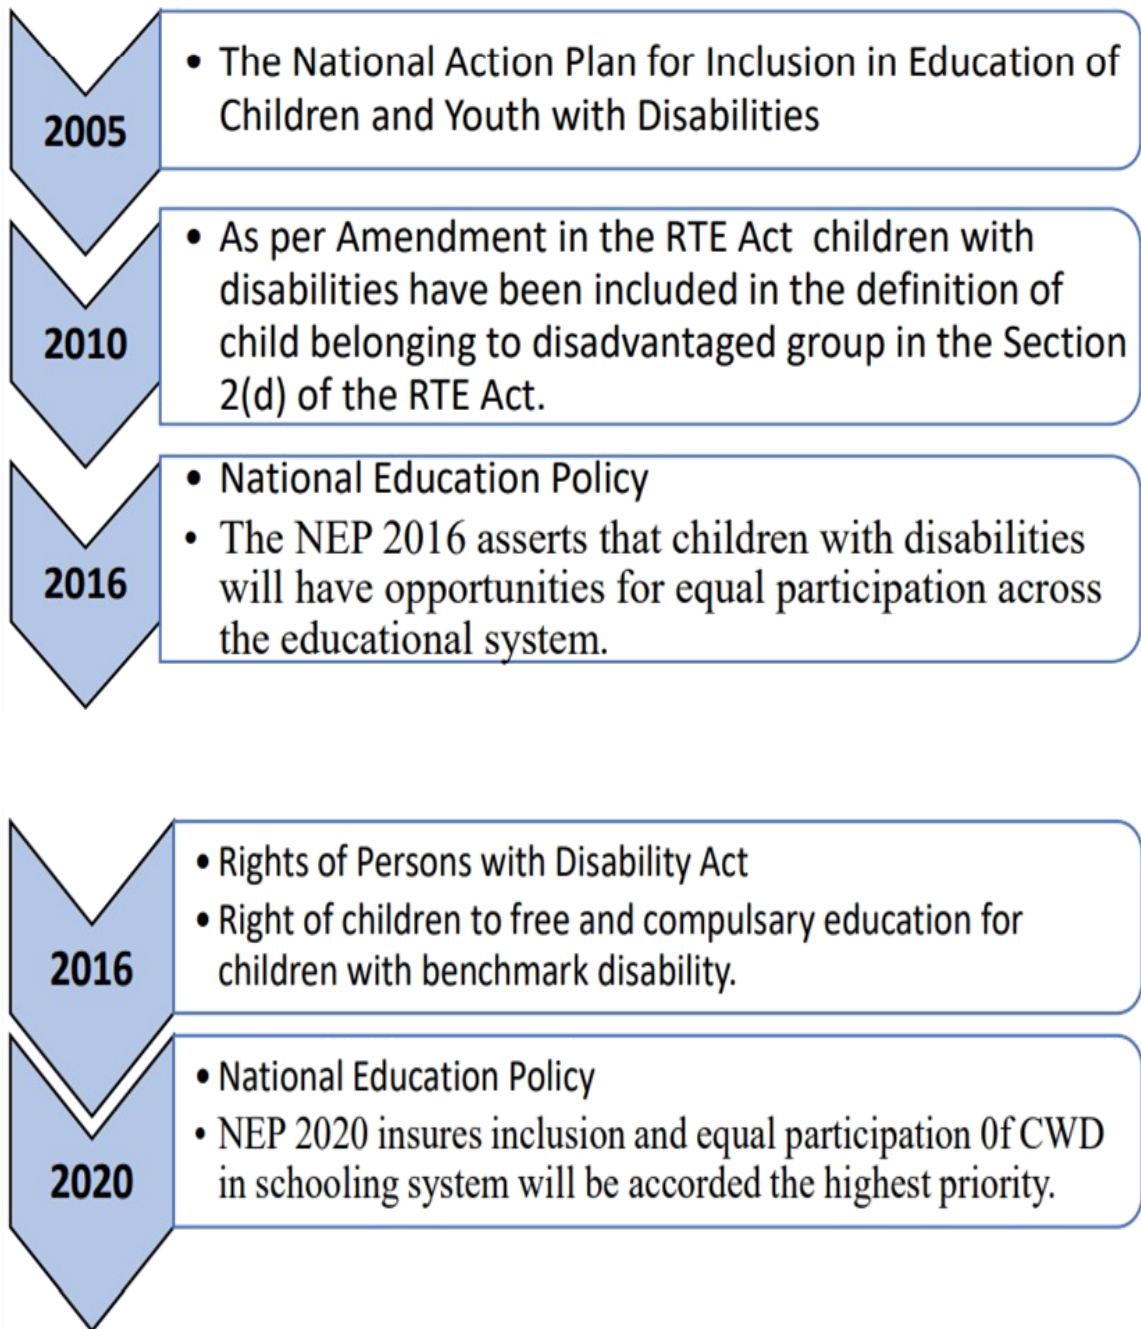 2005
• The National Action Plan for Inclusion in Education of
Children and Youth with Disabilities
2010
• As per Amendment in the RTE Act  children with
disabilities have been included in the definition of
child belonging to disadvantaged group in the Section
2(d) of the RTE Act.
2016
• National Education Policy
• The NEP 2016 asserts that children with disabilities
will have opportunities for equal participation across
the educational system.
2016
• Rights of Persons with Disability Act
• Right of children to free and compulsary education for
children with benchmark disability.
2020
• National Education Policy
• NEP 2020 insures inclusion and equal participation 0f CWD
in schooling system will be accorded the highest priority.